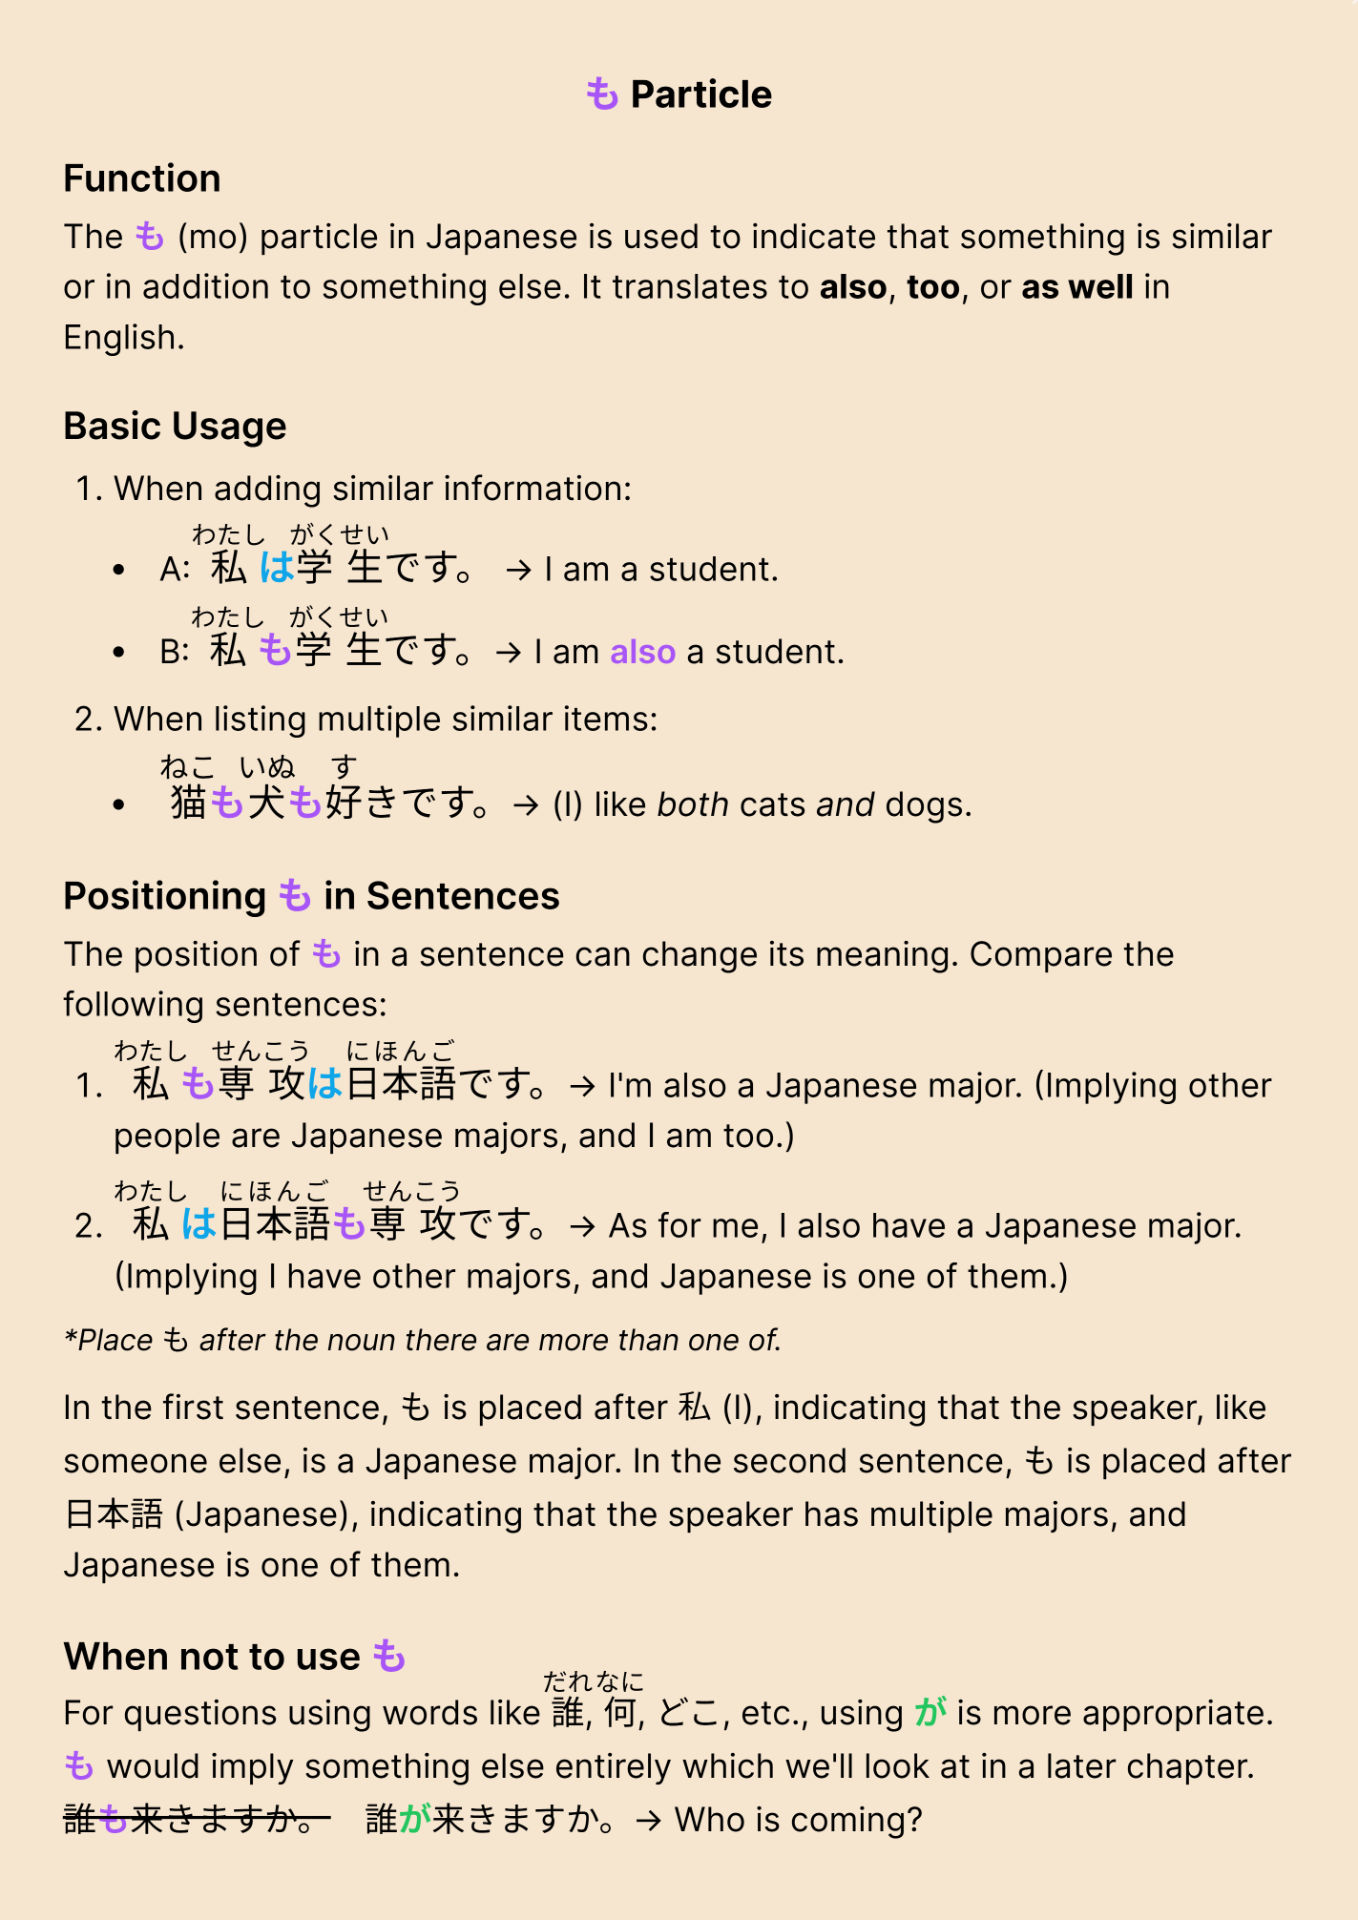 も Particle
Function
The も (mo) particle in Japanese is used to indicate that something is similar
or in addition to something else. It translates to also, too, or as well in
English.
Basic Usage
1. When adding similar information:
わたし がくせい
• A: 私は学生です。 → I am a student.
わたし がくせい
• B: 私も学生です。→ I am also a student.
2. When listing multiple similar items:
ねこ いぬ す
• 猫も犬も好きです。→ (I) like both cats and dogs.
Positioning も in Sentences
The position of も in a sentence can change its meaning. Compare the
following sentences:
わたし せんこう にほんご
1. 私も専攻は日本語です。→ I'm also a Japanese major. (Implying other
people are Japanese majors, and I am too.)
わたし にほんご せんこう
2. 私は日本語も専攻です。→ As for me, I also have a Japanese major.
(Implying I have other majors, and Japanese is one of them.)
*Place も after the noun there are more than one of.
In the first sentence, も is placed after 私 (I), indicating that the speaker, like
someone else, is a Japanese major. In the second sentence, も is placed after
日本語 (Japanese), indicating that the speaker has multiple majors, and
Japanese is one of them.
When not to use も
だれ なに
For questions using words like 誰, 何, どこ, etc., using が is more appropriate.
も would imply something else entirely which we'll look at in a later chapter.
誰も来きますか。 誰が来きますか。→ Who is coming?